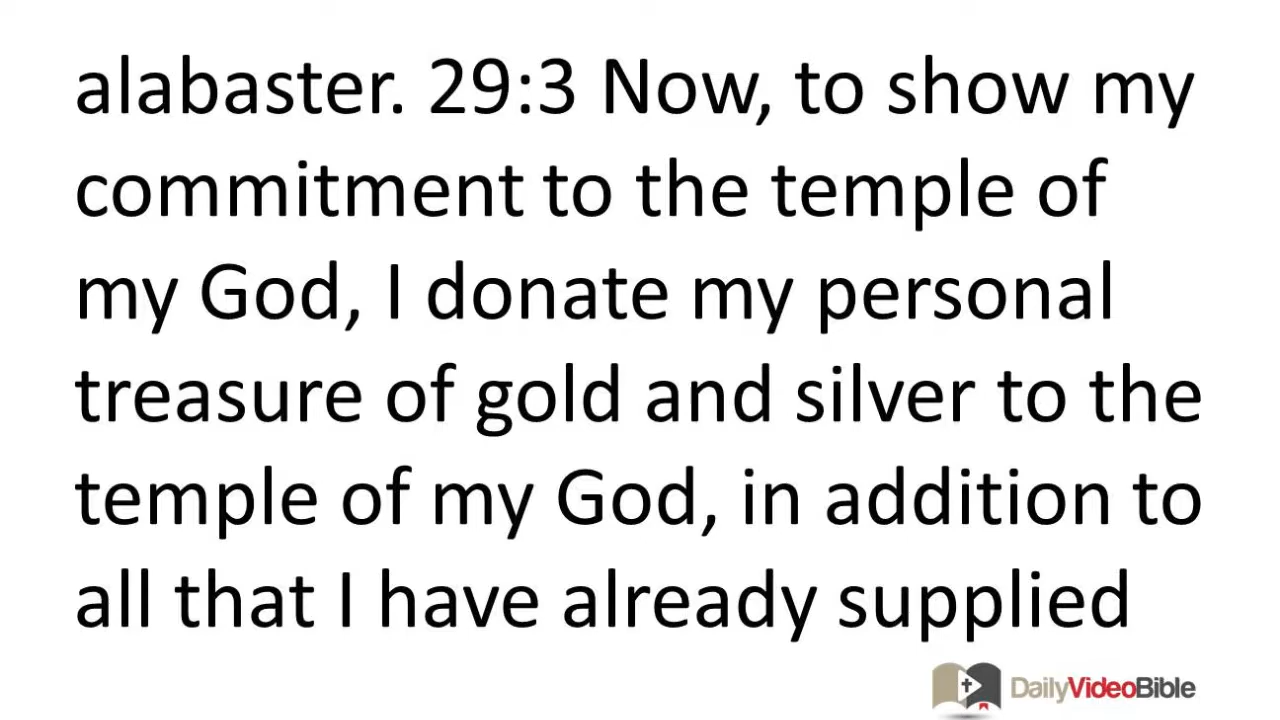 alabaster. 29:3 Now, to show my
commitment to the temple of
my God, I donate my personal
treasure of gold and silver to the
temple of my God, in addition to
all that I have already supplied
DailyVideoBible